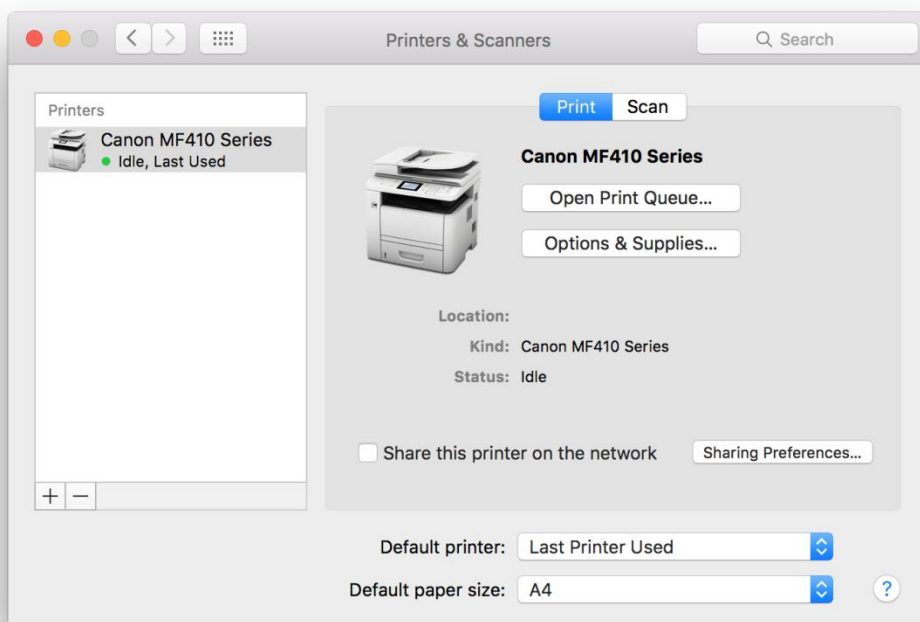 Printers & Scanners
Search
Printers
Canon MF410 Series
Idle, Last Used
Print
Scan
Canon MF410 Series
Open Print Queue...
Options & Supplies...
Location:
Kind: Canon MF410 Series
Status: Idle
Share this printer on the network
Sharing Preferences...
Default printer: Last Printer Used
Default paper size: A4
?